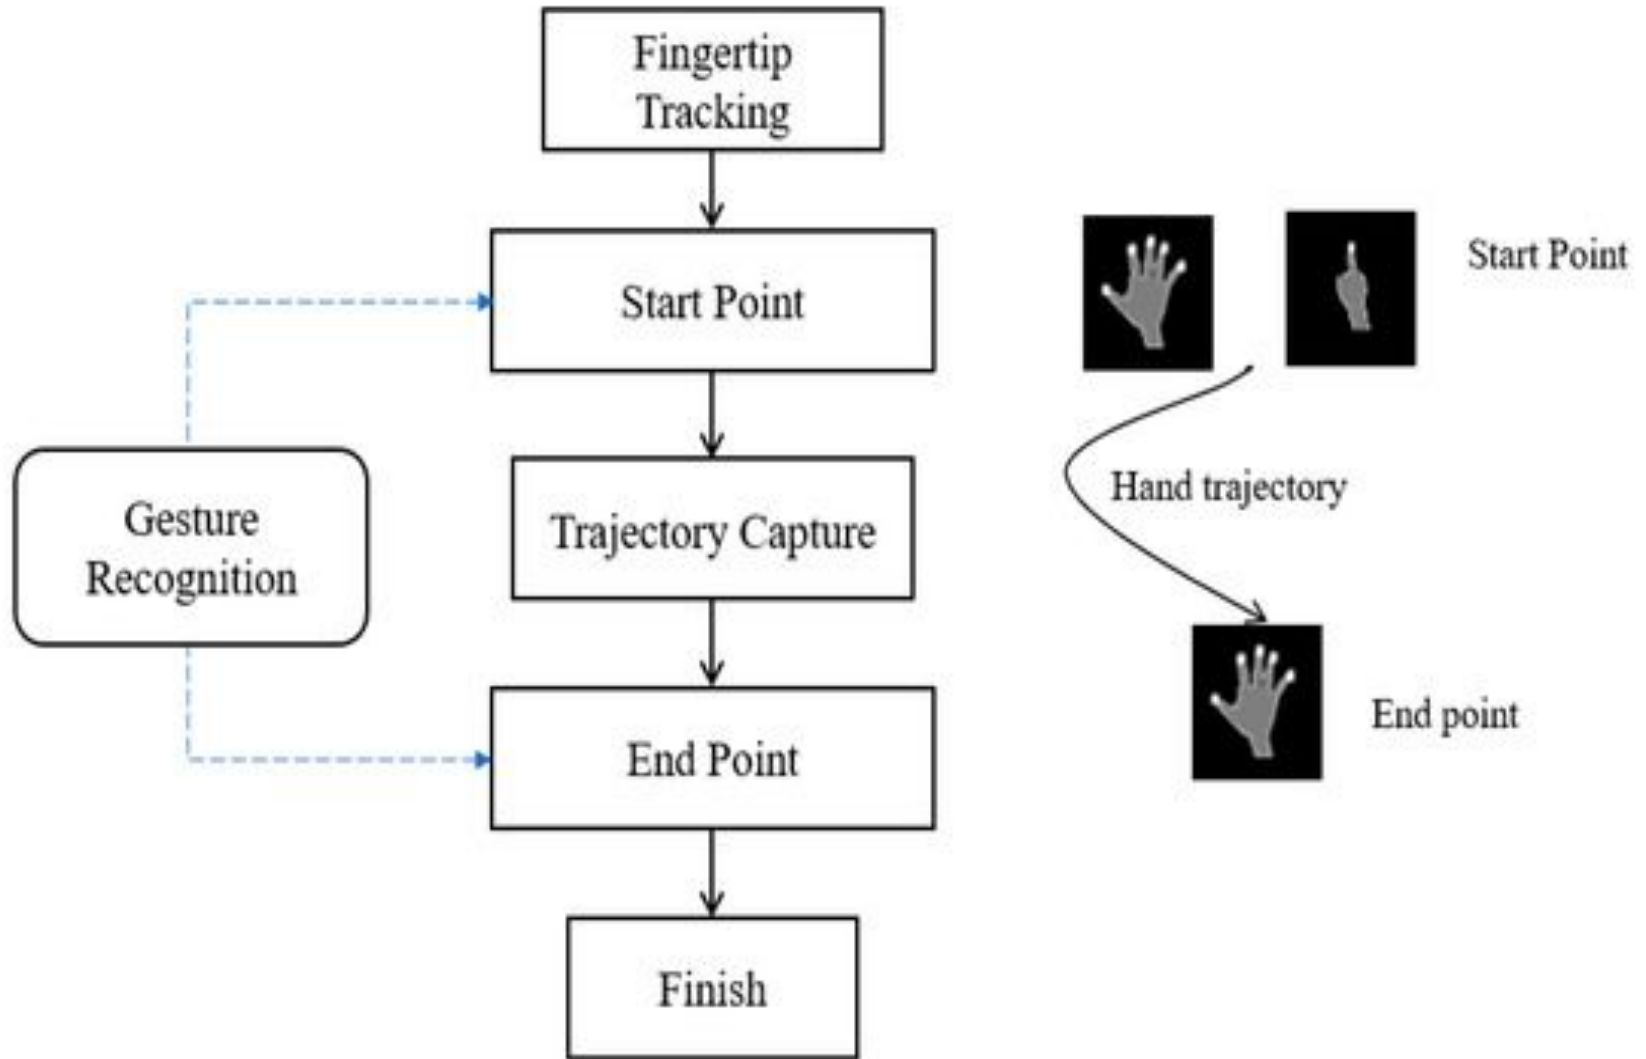 Fingertip
Tracking
Start Point
Start Point
Gesture
Recognition
Trajectory Capture
Hand trajectory
End Point
End point
Finish